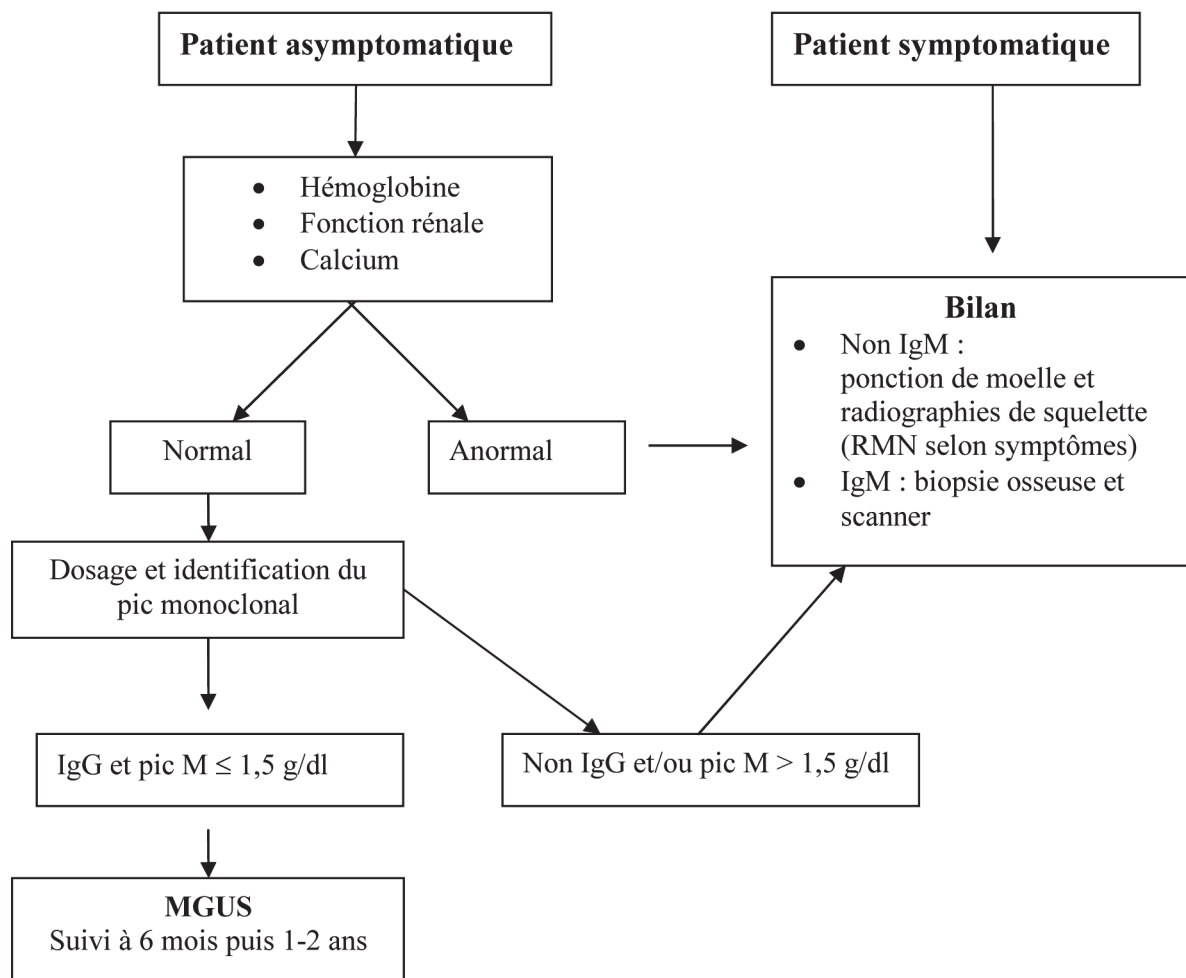 Patient asymptomatique
Patient symptomatique
• Hémoglobine
• Fonction rénale
• Calcium
Bilan
• Non IgM :
ponction de moelle et
radiographies de squelette
(RMN selon symptômes)
• IgM : biopsie osseuse et
scanner
Normal
Anormal
Dosage et identification du
pic monoclonal
IgG et pic M ≤ 1,5 g/dl
Non IgG et/ou pic M > 1,5 g/dl
MGUS
Suivi à 6 mois puis 1-2 ans